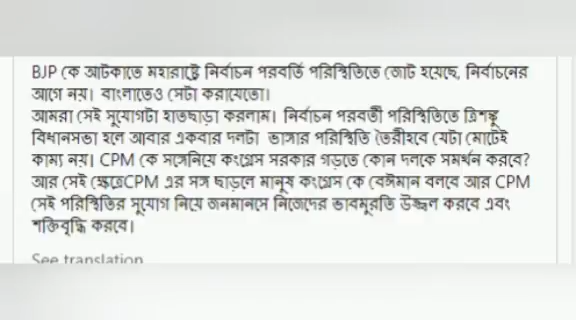 BJP কে আটকাতে মহারাষ্ট্রে নির্বাচন পরবর্তি পরিস্থিতিতে জোট হয়েছে, নির্বাচনের
আগে নয়। বাংলাতেও সেটা করাযেতো।
আমরা সেই সুযোগটা হাতছাড়া করলাম। নির্বাচন পরবর্তী পরিস্থিতিতে ত্রিশঙ্কু
বিধানসভা হলে আবার একবার দলটা ভাঙ্গার পরিস্থিতি তৈরীহবে যেটা মোটেই
কাম্য নয়। CPM কে সঙ্গেনিয়ে কংগ্রেস সরকার গড়তে কোন দলকে সমর্থন করবে?
আর সেই ক্ষেত্রেCPM এর সঙ্গ ছাড়লে মানুষ কংগ্রেস কে বেঈমান বলবে আর CPM
সেই পরিস্থিতির সুযোগ নিয়ে জনমানসে নিজেদের ভাবমুরতি উজ্জ্বল করবে এবং
শক্তিবৃদ্ধি করবে।
See translation